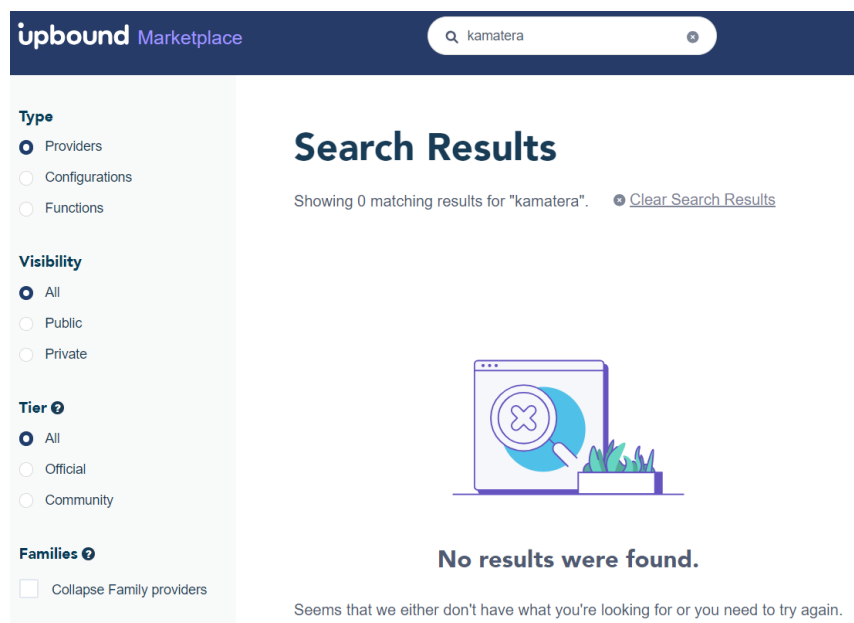 upbound Marketplace
kamatera
Type
Providers
Configurations
Functions
Visibility
All
Public
Private
Tier
All
Official
Community
Families
Collapse Family providers
Search Results
Showing 0 matching results for "kamatera". Clear Search Results
No results were found.
Seems that we either don't have what you're looking for or you need to try again.